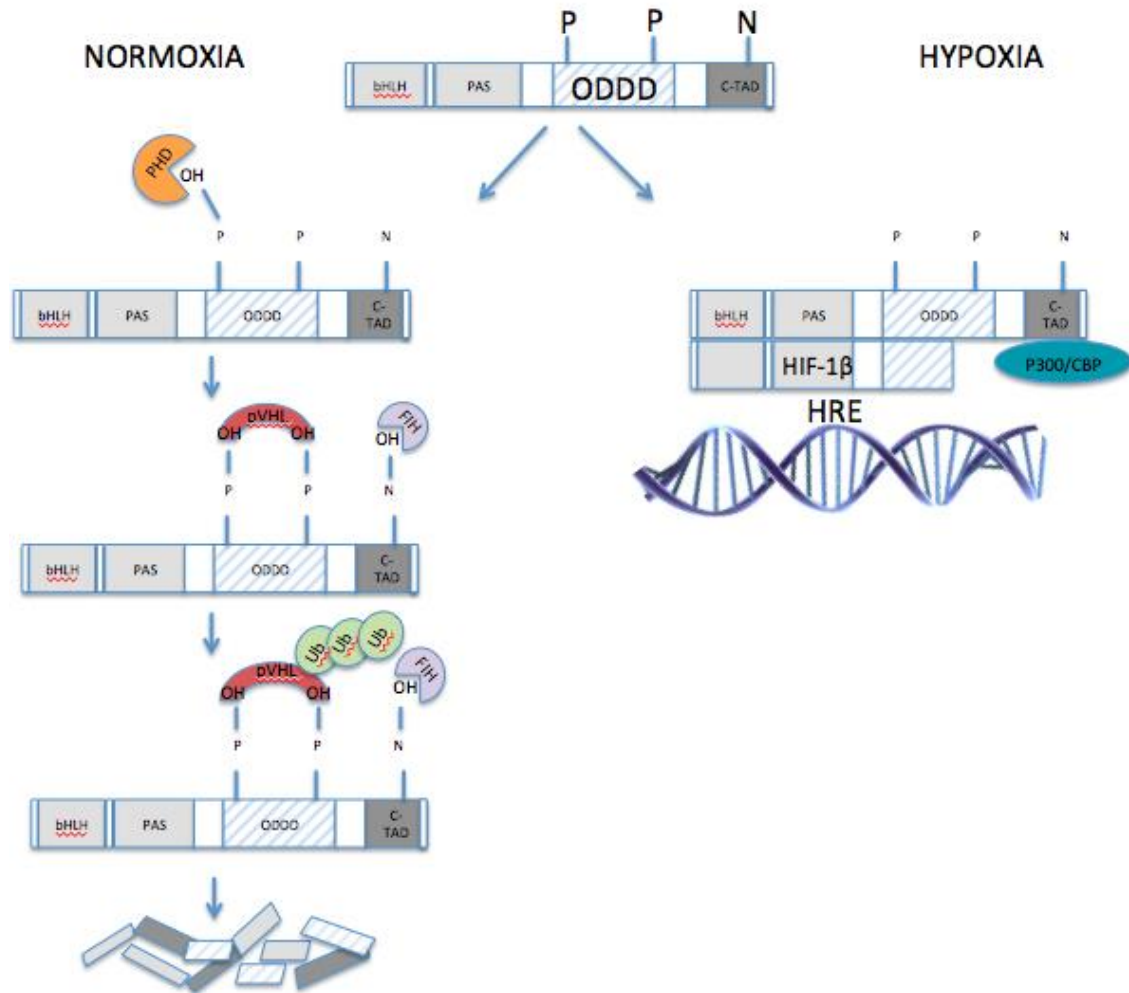 P P N
NORMOXIA
HYPOXIA
bHLH PAS ODDD C-TAD
PHD
OH
P P N
bHLH PAS ODDD C-
TAD
P P N
bHLH PAS ODDD C-
TAD
HIF-1β
P300/CBP
HRE
pVHL
OH OH
FIH
OH
P P N
bHLH PAS ODDD C-
TAD
Ub Ub Ub
pVHL
OH OH
FIH
OH
P P N
bHLH PAS ODDD C-
TAD